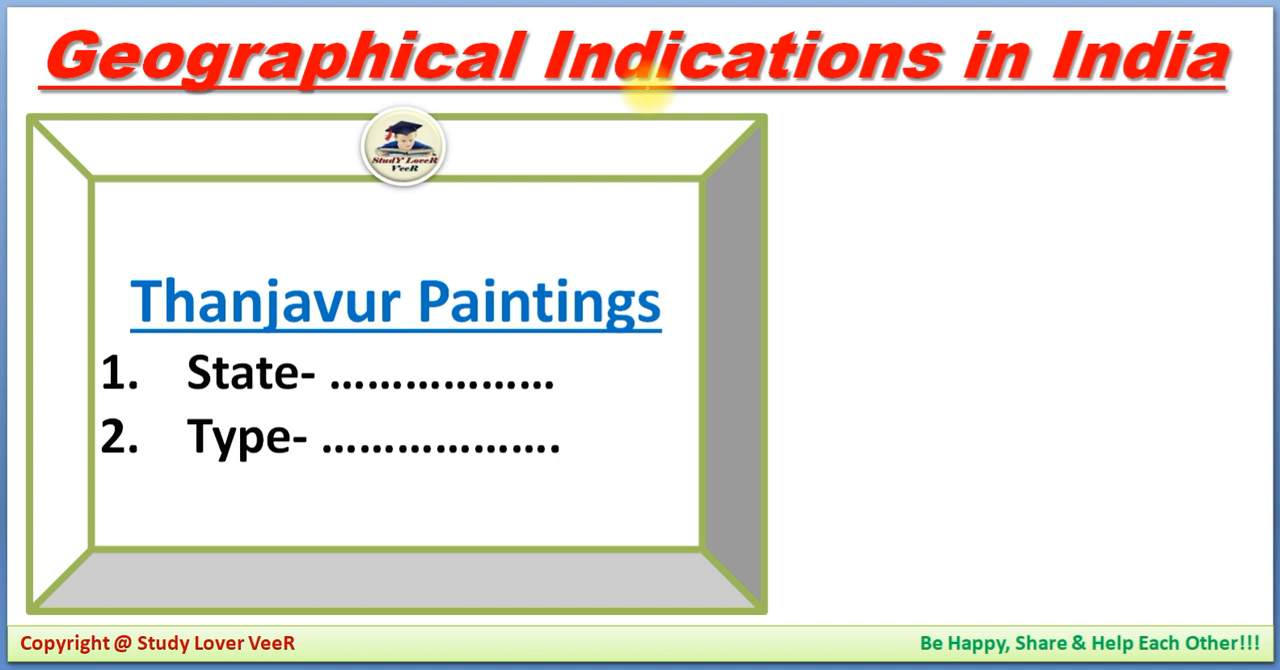 Geographical Indications in India
StudY LoveR
VeeR
Thanjavur Paintings
1. State- ………………
2. Type- ……………….
Copyright @ Study Lover VeeR
Be Happy, Share & Help Each Other!!!